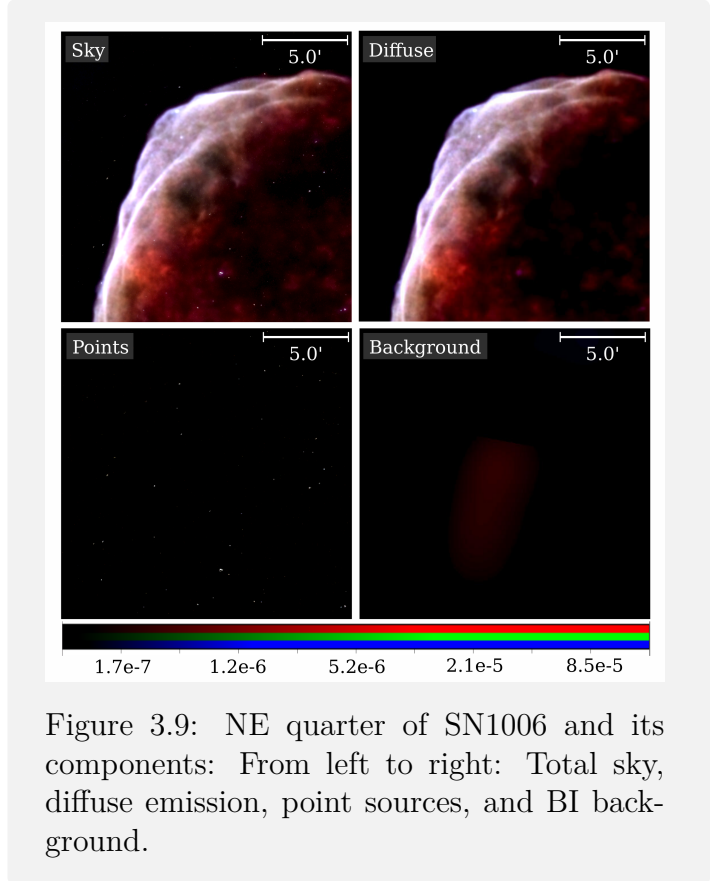 Sky
5.0'
Diffuse
5.0'
Points
5.0'
Background
5.0'
1.7e-7 1.2e-6 5.2e-6 2.1e-5 8.5e-5
Figure 3.9: NE quarter of SN1006 and its
components: From left to right: Total sky,
diffuse emission, point sources, and BI back-
ground.